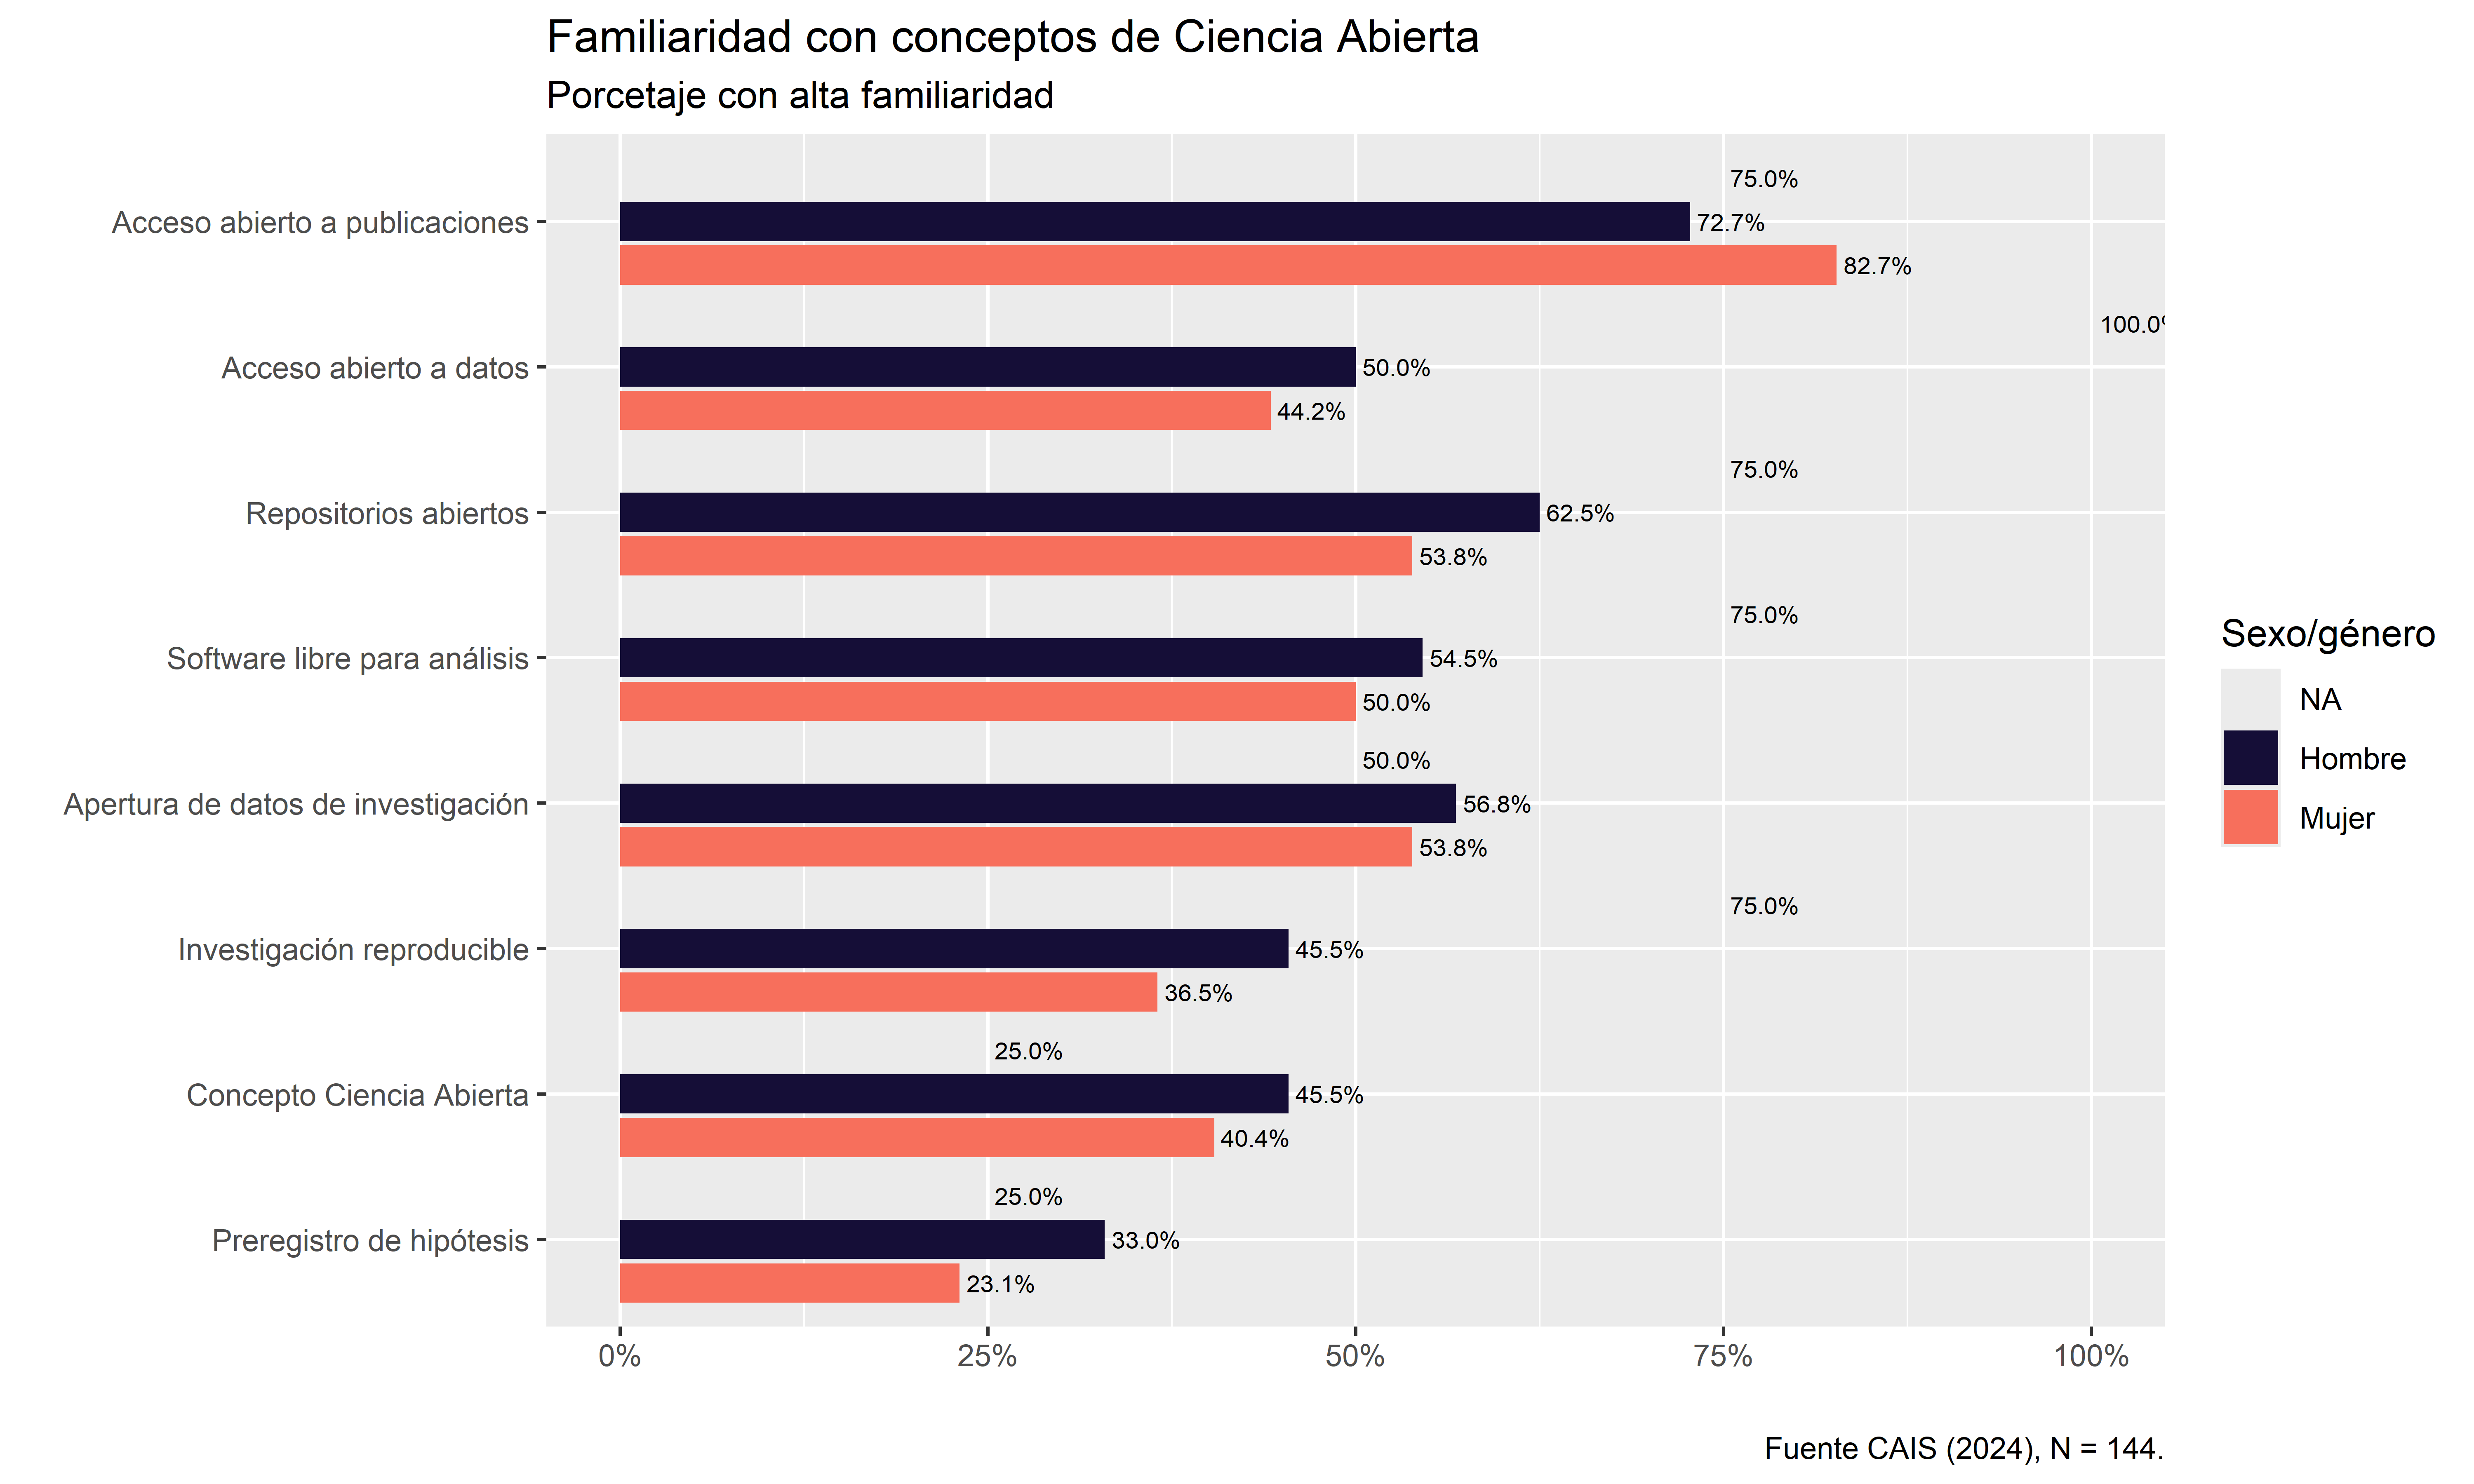 Familiaridad con conceptos de Ciencia Abierta
Porcetaje con alta familiaridad
Acceso abierto a publicaciones
75.0%
72.7%
82.7%
Acceso abierto a datos
100.0%
50.0%
44.2%
Repositorios abiertos
75.0%
62.5%
53.8%
Software libre para análisis
75.0%
54.5%
50.0%
Apertura de datos de investigación
50.0%
56.8%
53.8%
Investigación reproducible
75.0%
45.5%
36.5%
Concepto Ciencia Abierta
25.0%
45.5%
40.4%
Preregistro de hipótesis
25.0%
33.0%
23.1%
0% 25% 50% 75% 100%
Sexo/género
NA
Hombre
Mujer
Fuente CAIS (2024), N = 144.